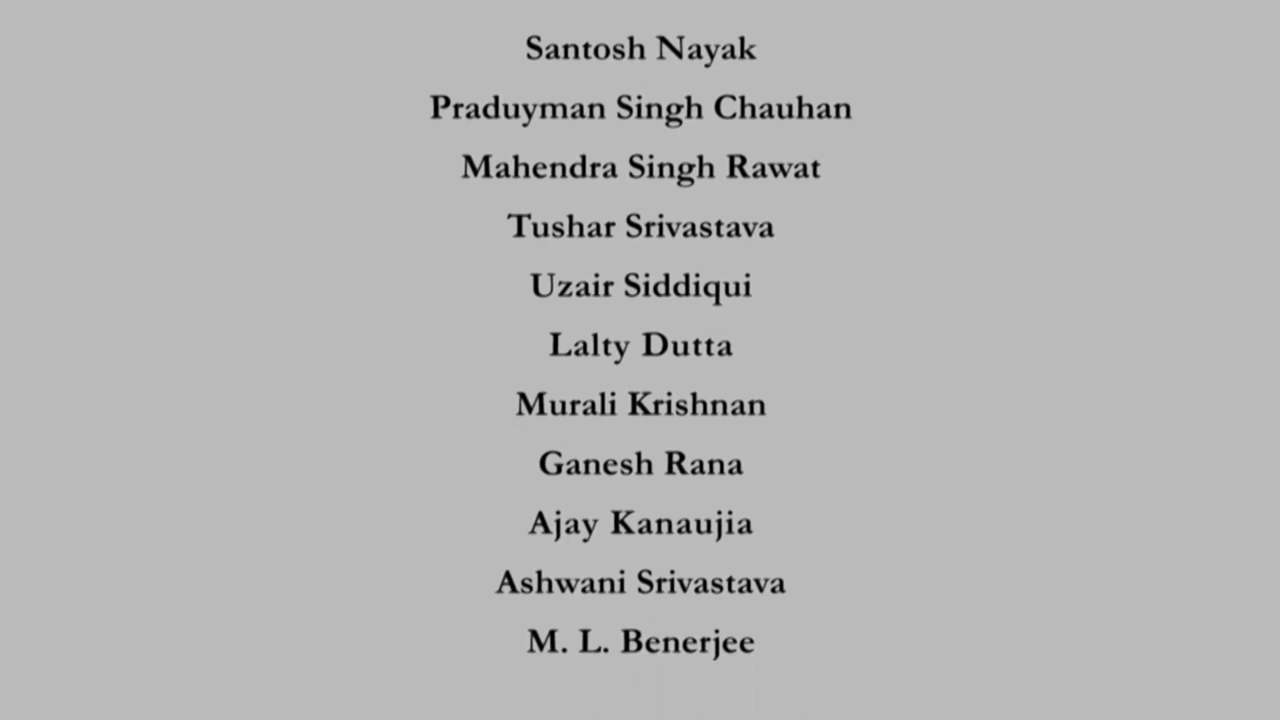 Santosh Nayak
Praduyman Singh Chauhan
Mahendra Singh Rawat
Tushar Srivastava
Uzair Siddiqui
Lalty Dutta
Murali Krishnan
Ganesh Rana
Ajay Kanaujia
Ashwani Srivastava
M. L. Benerjee